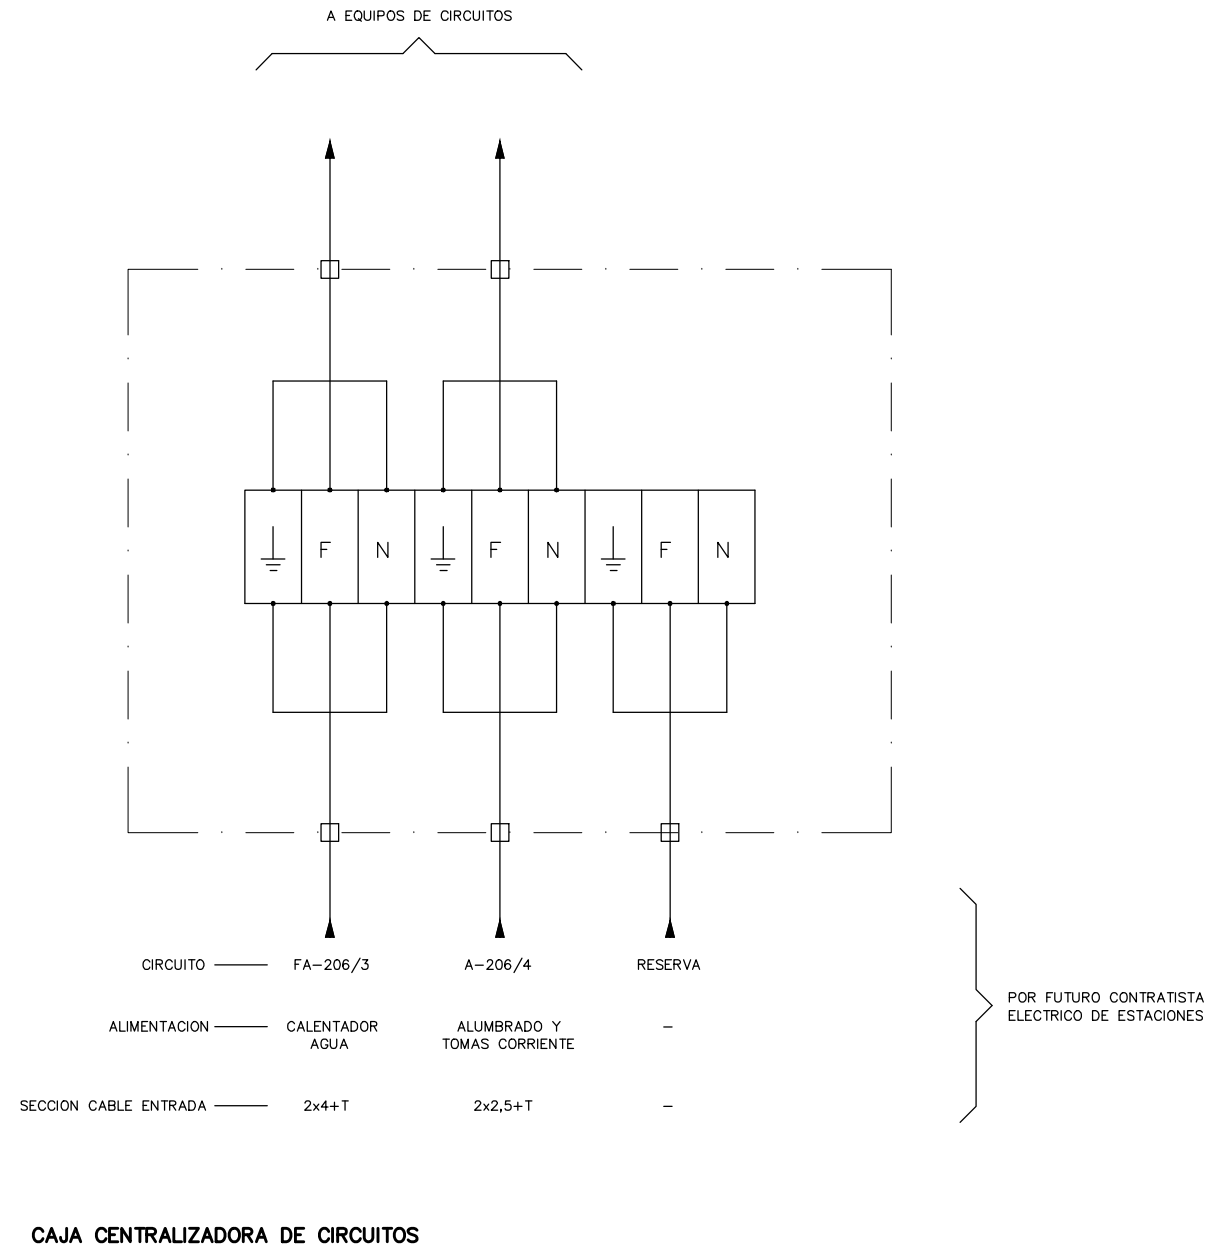 A EQUIPOS DE CIRCUITOS
F N F N F N
CIRCUITO FA-206/3 A-206/4 RESERVA
POR FUTURO CONTRATISTA
ELECTRICO DE ESTACIONES
ALIMENTACION CALENTADOR ALUMBRADO Y -
AGUA TOMAS CORRIENTE
SECCION CABLE ENTRADA 2x4+T 2x2,5+T -
CAJA CENTRALIZADORA DE CIRCUITOS